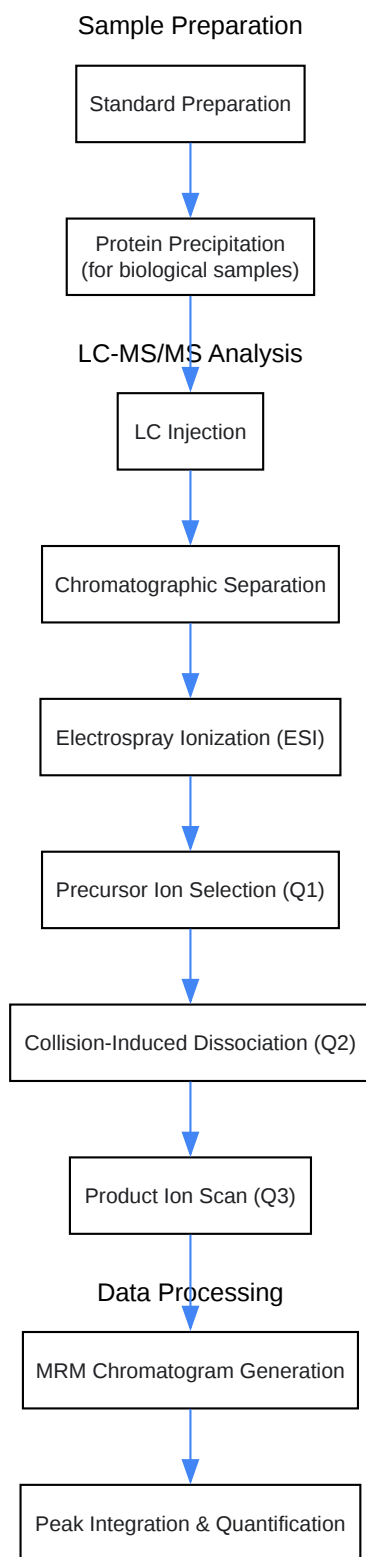 Sample Preparation
Standard Preparation
Protein Precipitation
(for biological samples)
LC-MS/MS Analysis
LC Injection
Chromatographic Separation
Electrospray Ionization (ESI)
Precursor Ion Selection (Q1)
Collision-Induced Dissociation (Q2)
Product Ion Scan (Q3)
Data Processing
MRM Chromatogram Generation
Peak Integration & Quantification